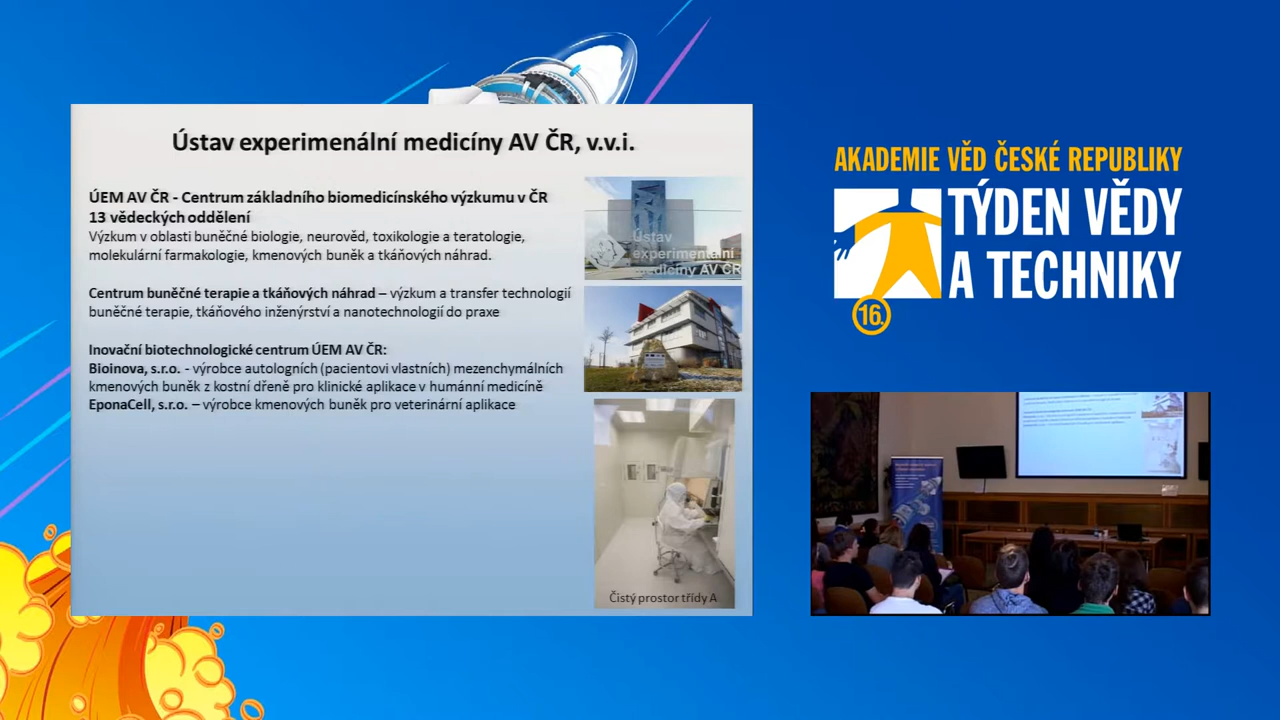 Ústav experimenální medicíny AV ČR, v.v.i.
ÚEM AV ČR - Centrum základního biomedicínského výzkumu v ČR
13 vědeckých oddělení
Výzkum v oblasti buněčné biologie, neurověd, toxikologie a teratologie,
molekulární farmakologie, kmenových buněk a tkáňových náhrad.
Centrum buněčné terapie a tkáňových náhrad – výzkum a transfer technologií
buněčné terapie, tkáňového inženýrství a nanotechnologií do praxe
Inovační biotechnologické centrum ÚEM AV ČR:
Bioinova, s.r.o. - výrobce autologních (pacientovi vlastních) mezenchymálních
kmenových buněk z kostní dřeně pro klinické aplikace v humánní medicíně
EponaCell, s.r.o. – výrobce kmenových buněk pro veterinární aplikace
Ústav
experimentální
medicíny AV ČR
Čistý prostor třídy A
AKADEMIE VĚD ČESKÉ REPUBLIKY
TÝDEN VĚDY
A TECHNIKY
16.